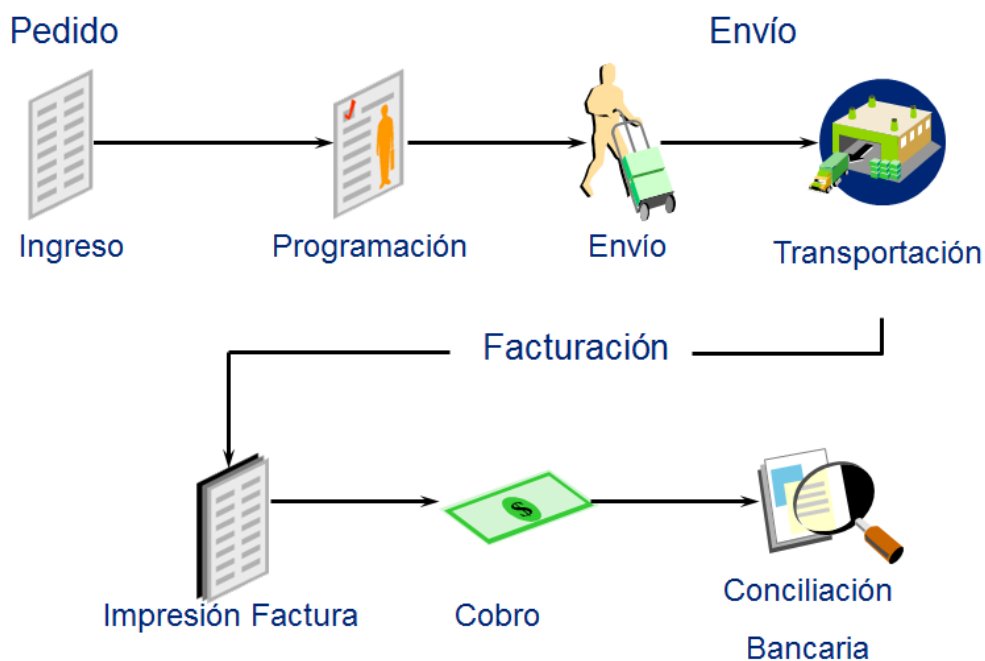 Pedido
Envío
Ingreso
Programación
Envío
Transportación
Facturación
$
Impresión Factura
Cobro
Conciliación
Bancaria